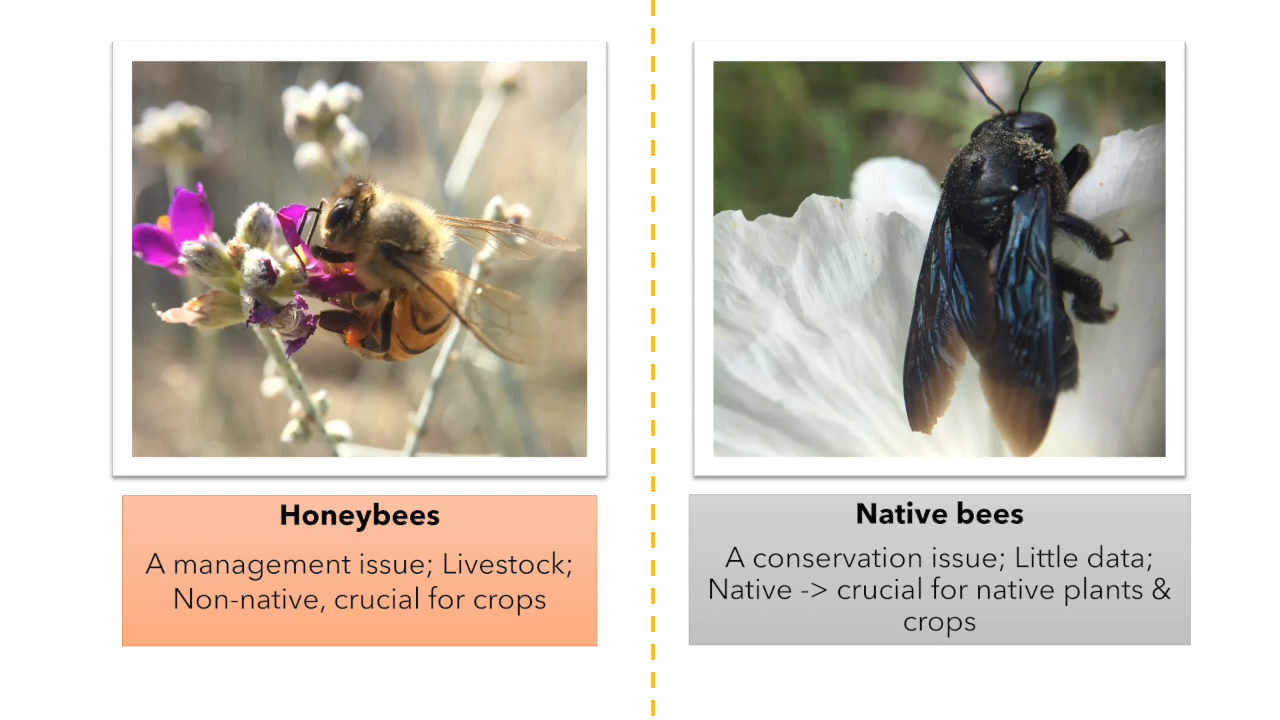 Honeybees
A management issue; Livestock;
Non-native, crucial for crops
Native bees
A conservation issue; Little data;
Native -> crucial for native plants &
crops